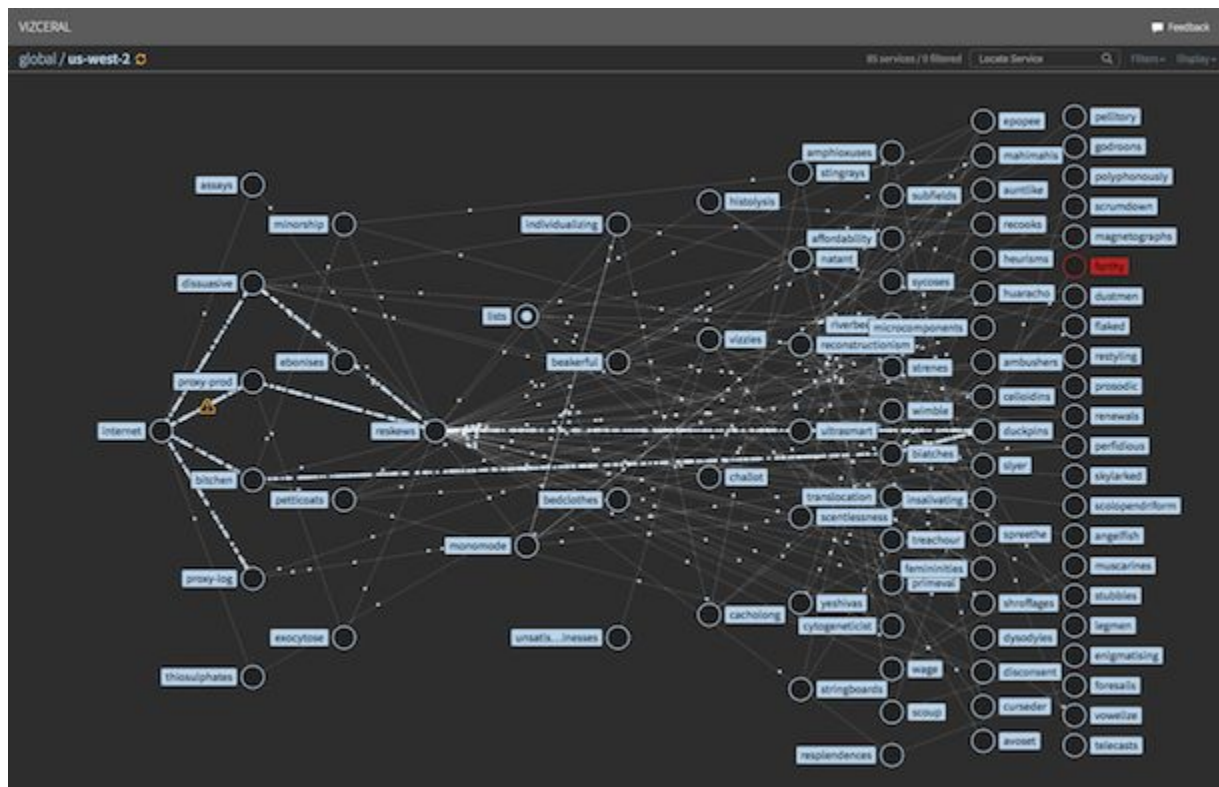 VIZCERAL
Feedback
global / us-west-2
85 services / 0 filtered
Locate Service
Filters
Display
assays
minorship
dissuasive
ebonises
proxy-prod
internet
reskews
bitchen
petticoats
proxy-log
exocytose
thiosulphates
individualizing
lists
beakerful
bedclothes
monomode
unsatis...inesses
histolysis
vizzies
challot
cacholong
amphioxuses
stingrays
subfields
affordability
natant
sycoses
microcomponents
reconstructionism
strenes
wimble
ultrasmart
translocation
insalivating
scentlessness
treachour
femininities
primeval
yeshivas
cytogeneticist
wage
stringboards
scoup
resplendences
epopee
mahimahis
auntlike
recooks
heurisms
huaracho
ambushers
celloidins
duckpins
slyer
spreethe
shroffages
dysodyles
disconsent
curseder
avoset
pellitory
godroons
polyphonously
scrumdown
magnetographs
dustmen
flaked
restyling
prosodic
renewals
perfidious
skylarked
scolopendriform
angelfish
muscarines
stubbles
legmen
enigmatising
foresails
vowelize
telecasts